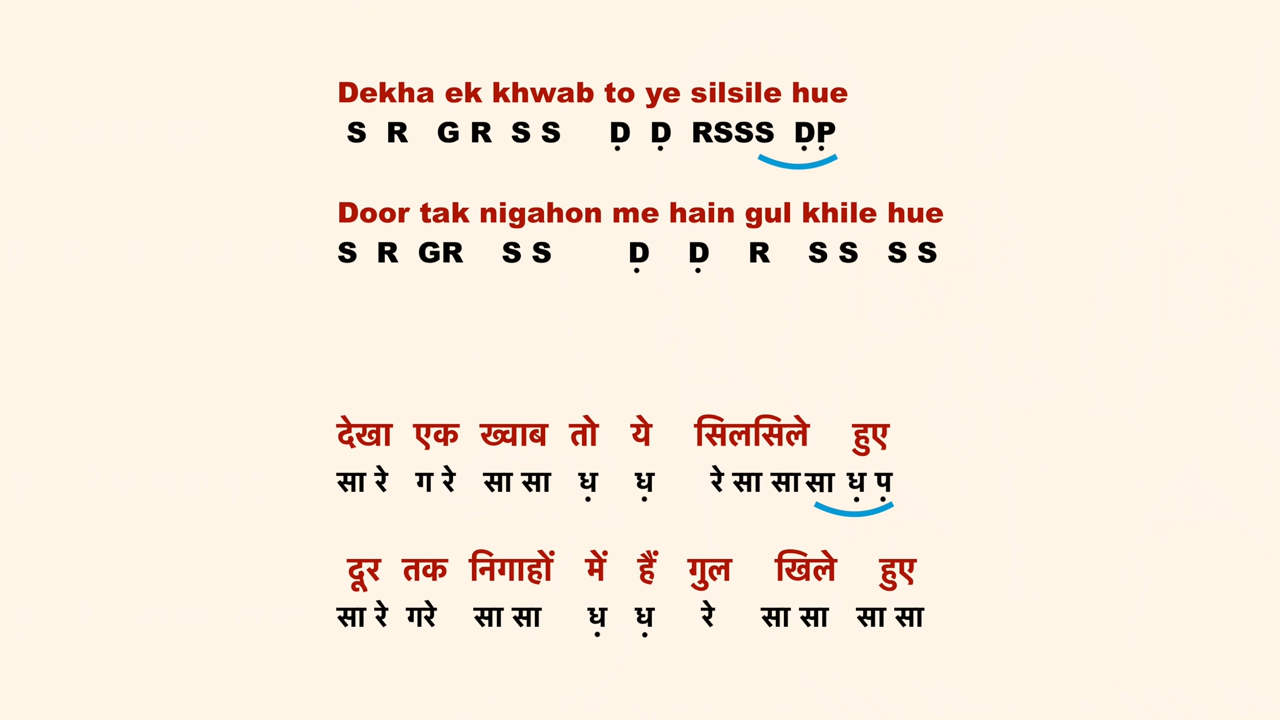 Dekha ek khwab to ye silsile hue
S R G R S S Ḍ Ḍ RSSS ḌP̣
Door tak nigahon me hain gul khile hue
S R GR S S Ḍ Ḍ R S S S S
देखा एक ख्वाब तो ये सिलसिले हुए
सा रे ग रे सा सा ध़ ध़ रे सा सा सा ध़ प़
दूर तक निगाहों में हैं गुल खिले हुए
सा रे गरे सा सा ध़ ध़ रे सा सा सा सा